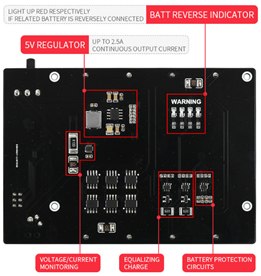 LIGHT UP RED RESPECTIVELY
IF RELATED BATTERY IS REVERSELY CONNECTED
BATT REVERSE INDICATOR
5V REGULATOR
UP TO 2.5A
CONTINUOUS OUTPUT CURRENT
WARNING
VOLTAGE/CURRENT
MONITORING
EQUALIZING
CHARGE
BATTERY PROTECTION
CIRCUITS